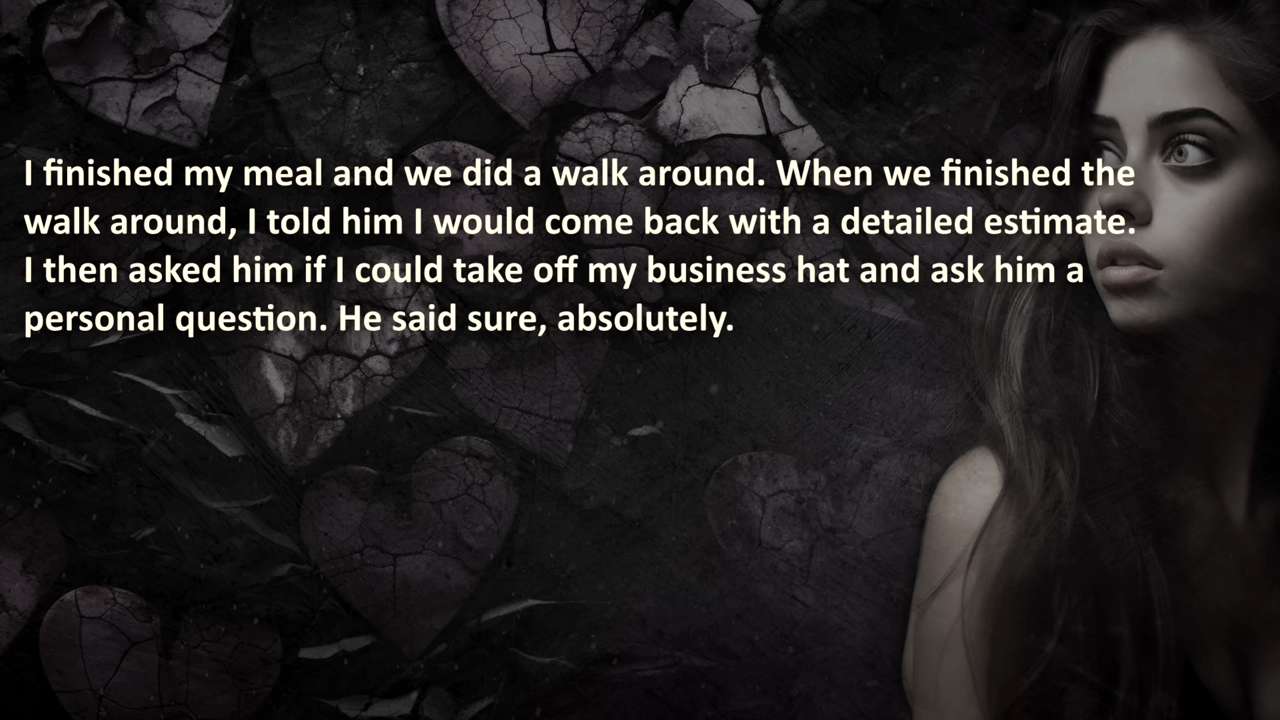 I finished my meal and we did a walk around. When we finished the
walk around, I told him I would come back with a detailed estimate.
I then asked him if I could take off my business hat and ask him a
personal question. He said sure, absolutely.